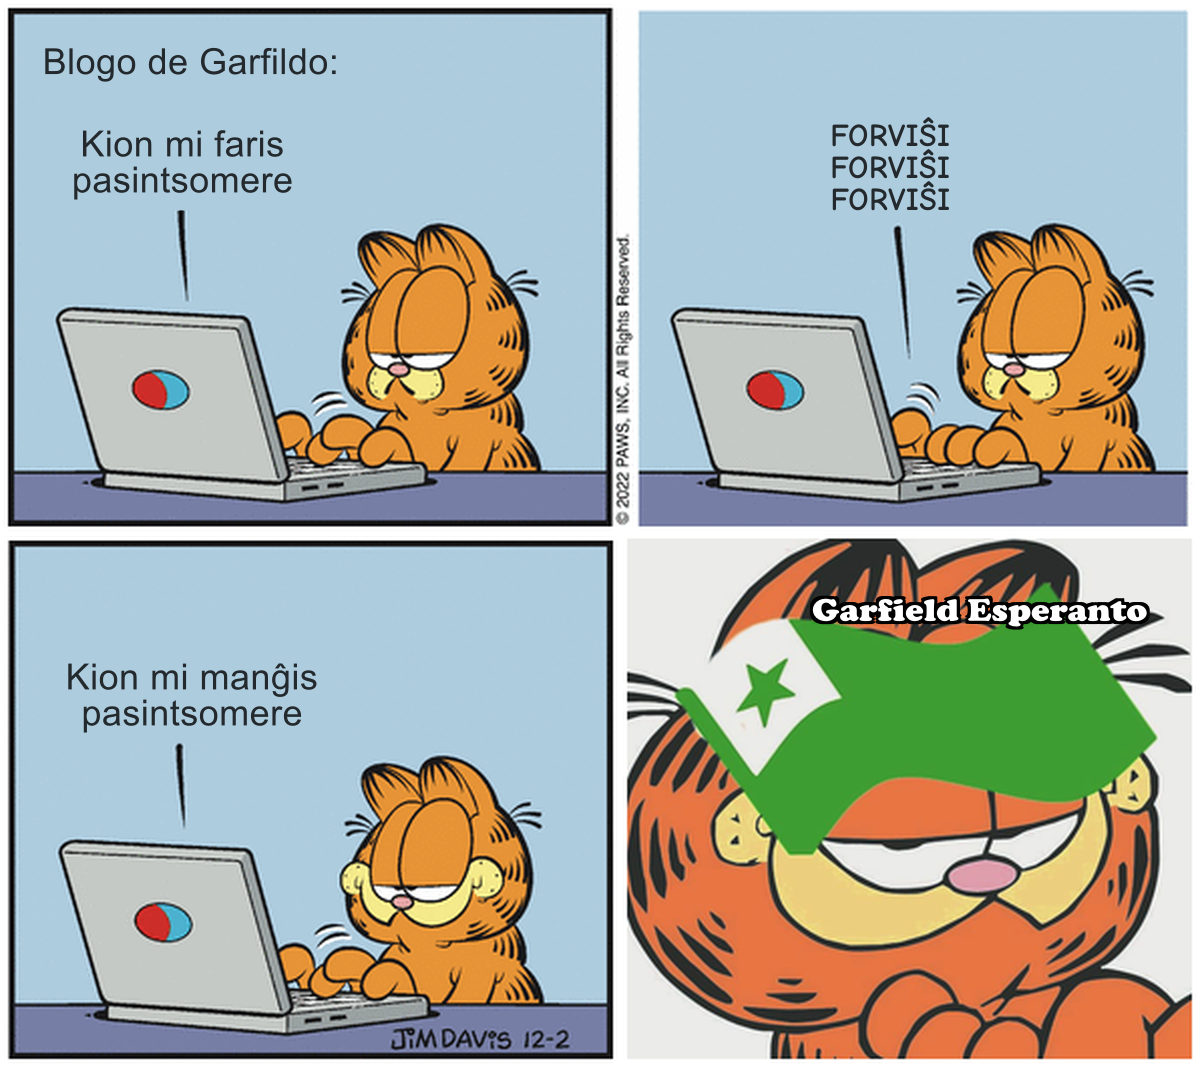 Blogo de Garfildo:
Kion mi faris
pasintsomere
© 2022 PAWS, INC. All Rights Reserved.
FORVIŜI
FORVIŜI
FORVIŜI
Kion mi manĝis
pasintsomere
JIM DAVIS 12-2
Garfield Esperanto